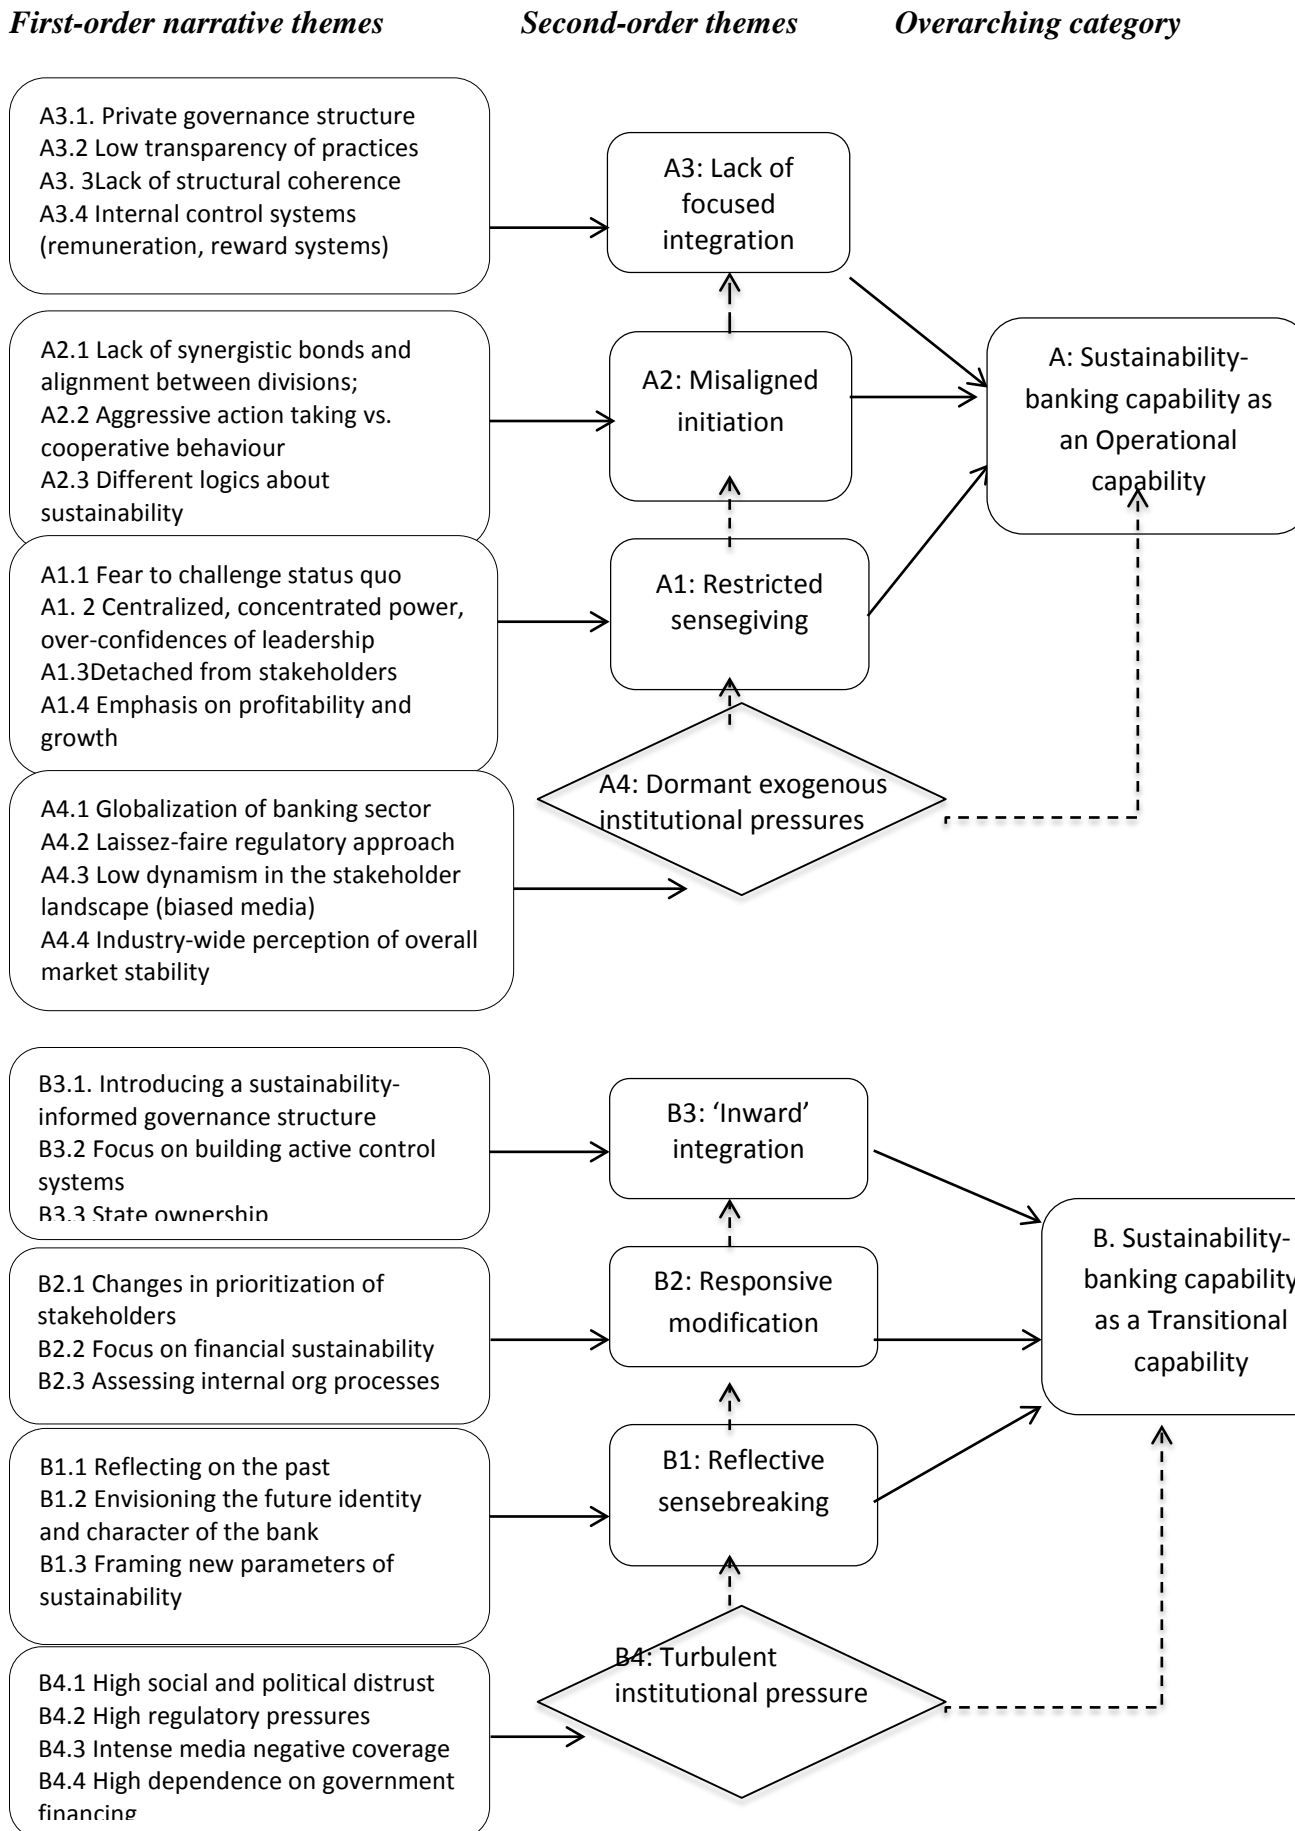 First-order narrative themes
Second-order themes
Overarching category
A3.1. Private governance structure
A3.2 Low transparency of practices
A3. 3Lack of structural coherence
A3.4 Internal control systems
(remuneration, reward systems)
A3: Lack of
focused
integration
A2.1 Lack of synergistic bonds and
alignment between divisions;
A2.2 Aggressive action taking vs.
cooperative behaviour
A2.3 Different logics about
sustainability
A2: Misaligned
initiation
A: Sustainability-
banking capability as
an Operational
capability
A1.1 Fear to challenge status quo
A1. 2 Centralized, concentrated power,
over-confidences of leadership
A1.3Detached from stakeholders
A1.4 Emphasis on profitability and
growth
A1: Restricted
sensegiving
A4.1 Globalization of banking sector
A4.2 Laissez-faire regulatory approach
A4.3 Low dynamism in the stakeholder
landscape (biased media)
A4.4 Industry-wide perception of overall
market stability
A4: Dormant exogenous
institutional pressures
B3.1. Introducing a sustainability-
informed governance structure
B3.2 Focus on building active control
systems
B3.3 State ownership
B3: ‘Inward’
integration
B2.1 Changes in prioritization of
stakeholders
B2.2 Focus on financial sustainability
B2.3 Assessing internal org processes
B2: Responsive
modification
B. Sustainability-
banking capability
as a Transitional
capability
B1.1 Reflecting on the past
B1.2 Envisioning the future identity
and character of the bank
B1.3 Framing new parameters of
sustainability
B1: Reflective
sensebreaking
B4.1 High social and political distrust
B4.2 High regulatory pressures
B4.3 Intense media negative coverage
B4.4 High dependence on government
financing
B4: Turbulent
institutional pressure